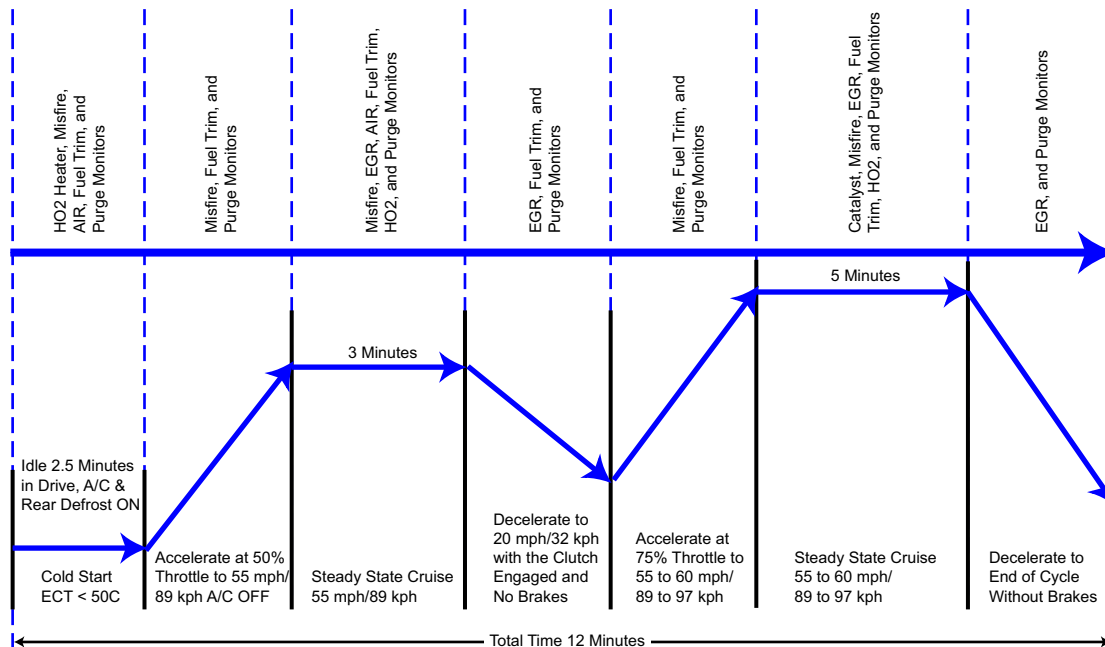 HO2 Heater, Misfire,
AIR, Fuel Trim, and
Purge Monitors
Misfire, Fuel Trim, and
Purge Monitors
Misfire, EGR, AIR, Fuel Trim,
HO2, and Purge Monitors
EGR, Fuel Trim, and
Purge Monitors
Misfire, Fuel Trim, and
Purge Monitors
Catalyst, Misfire, EGR, Fuel
Trim, HO2, and Purge Monitors
EGR, and Purge Monitors
5 Minutes
3 Minutes
Idle 2.5 Minutes
in Drive, A/C &
Rear Defrost ON
Cold Start
ECT < 50C
Accelerate at 50%
Throttle to 55 mph/
89 kph A/C OFF
Steady State Cruise
55 mph/89 kph
Decelerate to
20 mph/32 kph
with the Clutch
Engaged and
No Brakes
Accelerate at
75% Throttle to
55 to 60 mph/
89 to 97 kph
Steady State Cruise
55 to 60 mph/
89 to 97 kph
Decelerate to
End of Cycle
Without Brakes
Total Time 12 Minutes